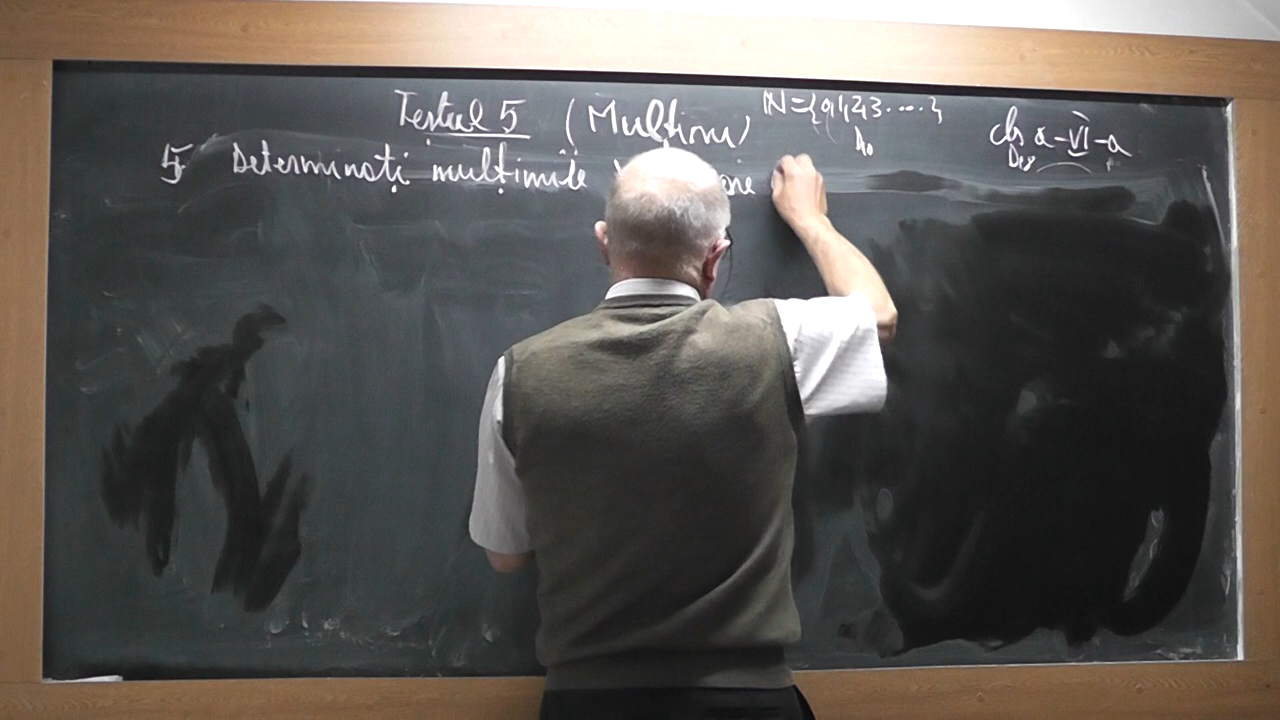 Testul 5 (Mulțimi) N={0,1,2,3.....}
cls a-VI-a
5 Determinați mulțimile